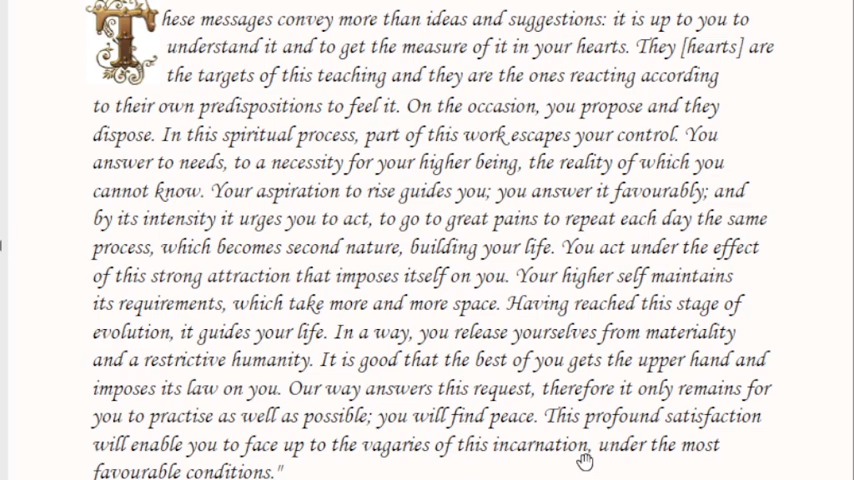 These messages convey more than ideas and suggestions: it is up to you to
understand it and to get the measure of it in your hearts. They [hearts] are
the targets of this teaching and they are the ones reacting according
to their own predispositions to feel it. On the occasion, you propose and they
dispose. In this spiritual process, part of this work escapes your control. You
answer to needs, to a necessity for your higher being, the reality of which you
cannot know. Your aspiration to rise guides you; you answer it favourably; and
by its intensity it urges you to act, to go to great pains to repeat each day the same
process, which becomes second nature, building your life. You act under the effect
of this strong attraction that imposes itself on you. Your higher self maintains
its requirements, which take more and more space. Having reached this stage of
evolution, it guides your life. In a way, you release yourselves from materiality
and a restrictive humanity. It is good that the best of you gets the upper hand and
imposes its law on you. Our way answers this request, therefore it only remains for
you to practise as well as possible; you will find peace. This profound satisfaction
will enable you to face up to the vagaries of this incarnation, under the most
favourable conditions."